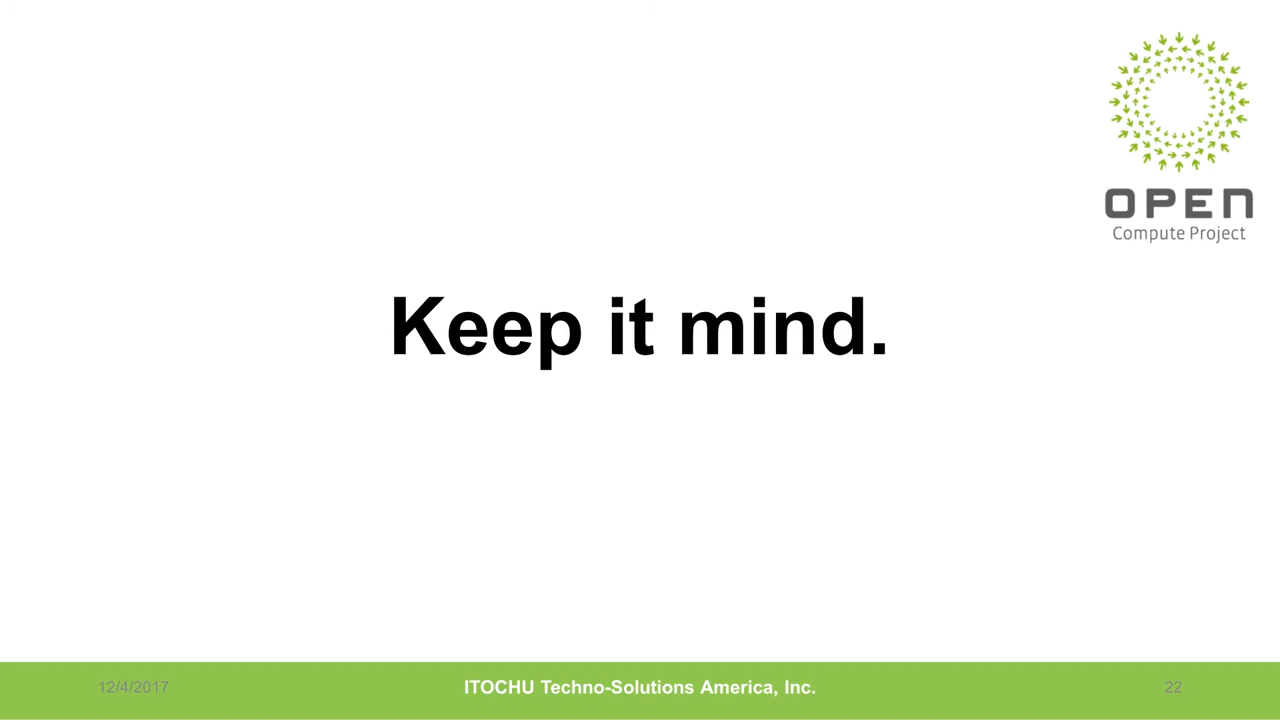 OPEN
Compute Project
Keep it mind.
12/4/2017
ITOCHU Techno-Solutions America, Inc.
22